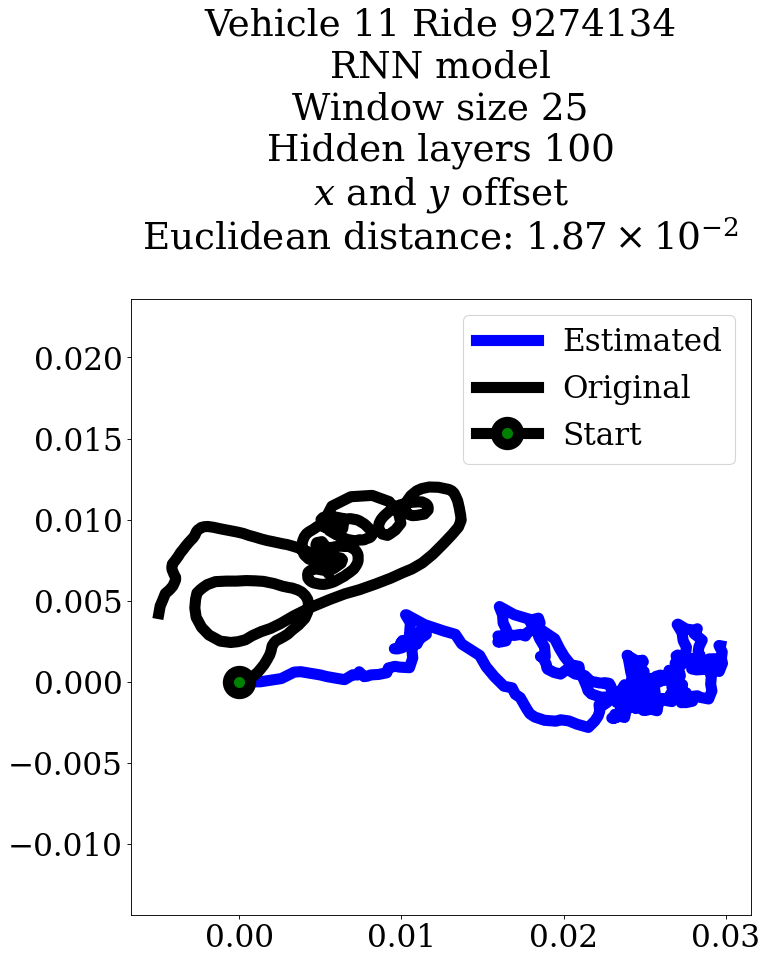 Vehicle 11 Ride 9274134
RNN model
Window size 25
Hidden layers 100
x and y offset
Euclidean distance: 1.87 × 10⁻²
Estimated
Original
Start
0.020
0.015
0.010
0.005
0.000
−0.005
−0.010
0.00 0.01 0.02 0.03